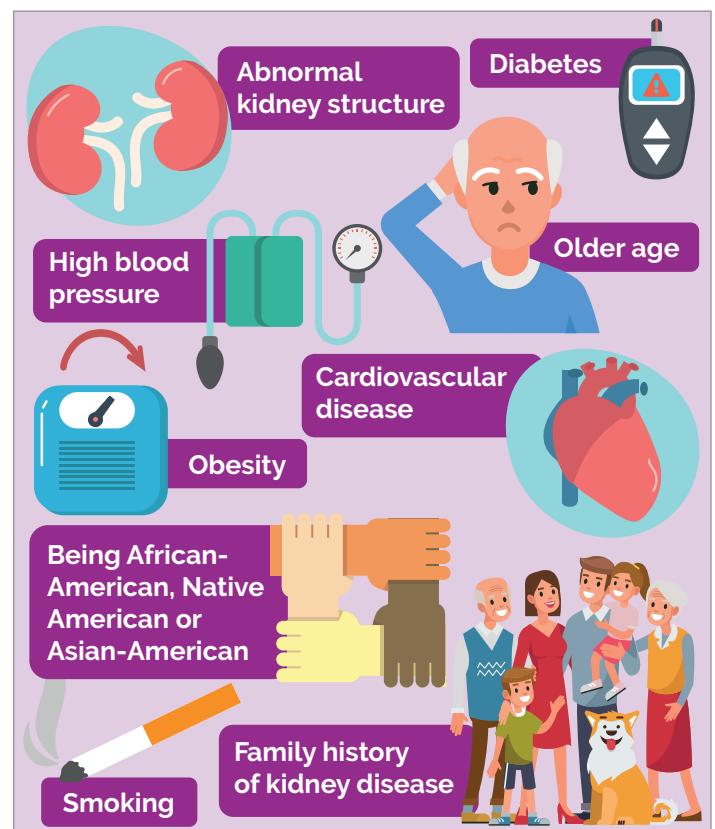 Abnormal
kidney structure
Diabetes
High blood
pressure
Older age
Cardiovascular
disease
Obesity
Being African-
American, Native
American or
Asian-American
Smoking
Family history
of kidney disease